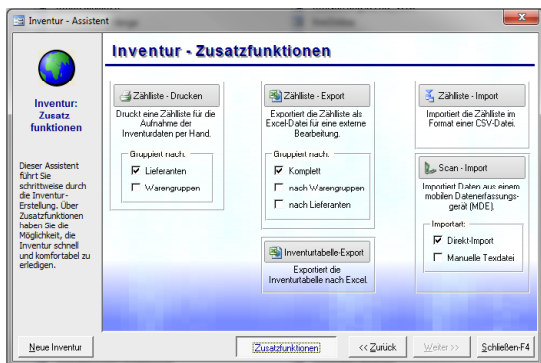 Inventur - Assistent
Inventur - Zusatzfunktionen
Inventur:
Zusatz
funktionen
Dieser Assistent
führt Sie
schrittweise durch
die Inventur-
Erstellung. Über
Zusatzfunktionen
haben Sie die
Möglichkeit, die
Inventur schnell
und komfortabel zu
erledigen.
Zählliste - Drucken
Druckt eine Zählliste für die
Aufnahme der
Inventurdaten per Hand.
Gruppiert nach:
Lieferanten
Warengruppen
Zählliste - Export
Exportiert die Zählliste als
Excel-Datei für eine externe
Bearbeitung.
Gruppiert nach:
Komplett
nach Warengruppen
nach Lieferanten
Inventurtabelle-Export
Exportiert die
Inventurtabelle nach Excel.
Zählliste - Import
Importiert die Zählliste im
Format einer CSV-Datei.
Scan - Import
Importiert Daten aus einem
mobilen Datenerfassungs-
gerät (MDE).
Importart:
Direkt-Import
Manuelle Texdatei
Neue Inventur
Zusatzfunktionen
<< Zurück
Weiter >>
Schließen-F4